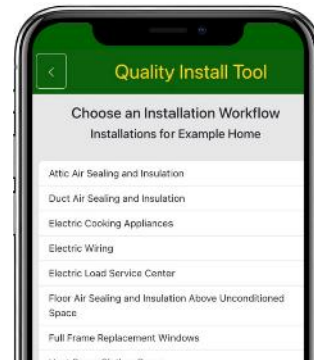 Quality Install Tool
Choose an Installation Workflow
Installations for Example Home
Attic Air Sealing and Insulation
Duct Air Sealing and Insulation
Electric Cooking Appliances
Electric Wiring
Electric Load Service Center
Floor Air Sealing and Insulation Above Unconditioned
Space
Full Frame Replacement Windows